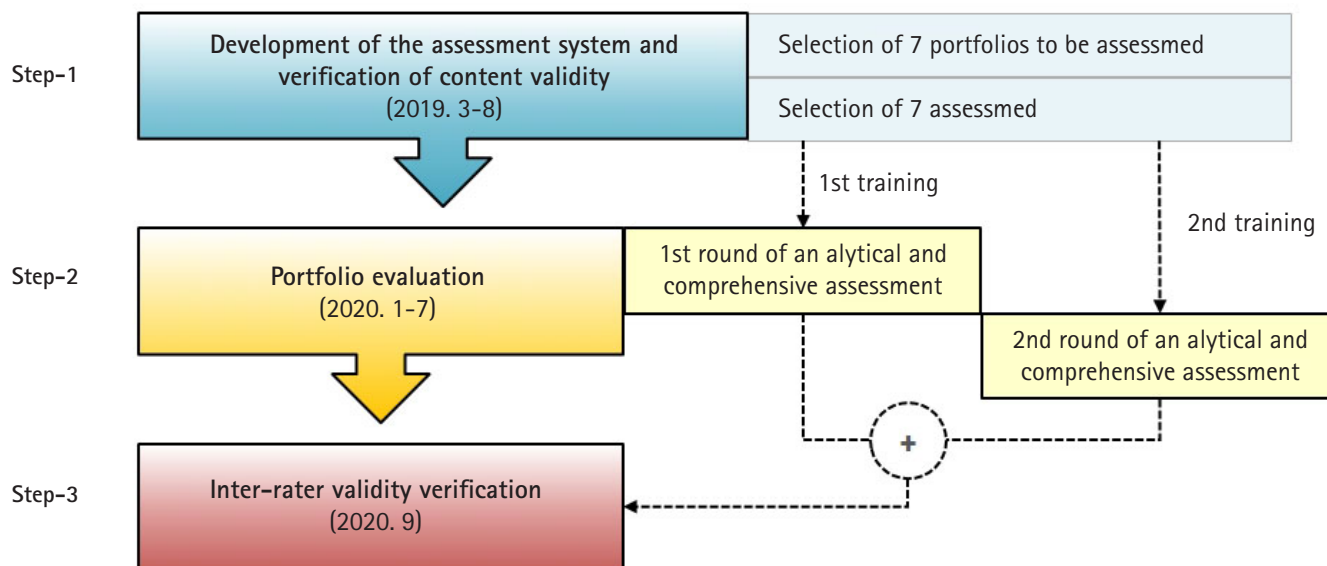 Step-1
Development of the assessment system and
verification of content validity
(2019. 3-8)
Selection of 7 portfolios to be assessmed
Selection of 7 assessmed
1st training
2nd training
Step-2
Portfolio evaluation
(2020. 1-7)
1st round of an alytical and
comprehensive assessment
2nd round of an alytical and
comprehensive assessment
+
Step-3
Inter-rater validity verification
(2020. 9)